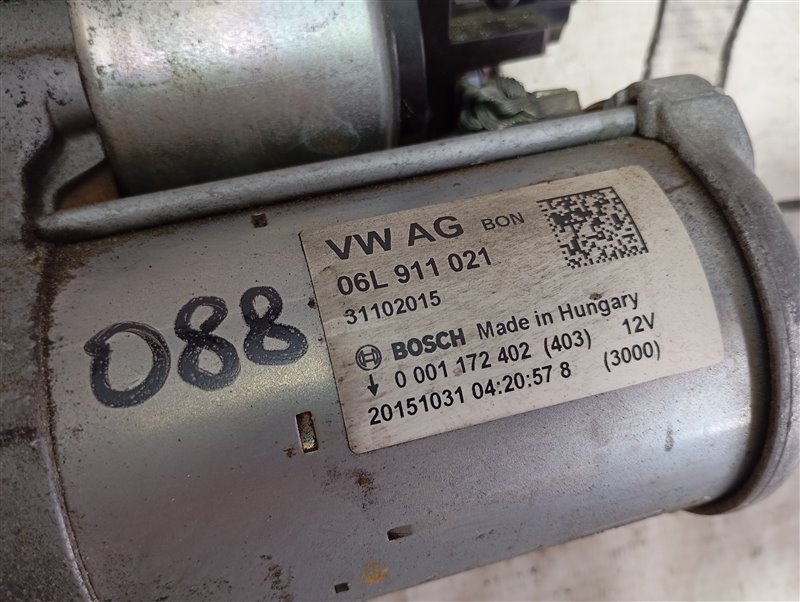 VW AG BON
06L 911 021
31102015
BOSCH Made in Hungary
0 001 172 402 (403) 12V
20151031 04:20:57 8 (3000)
088